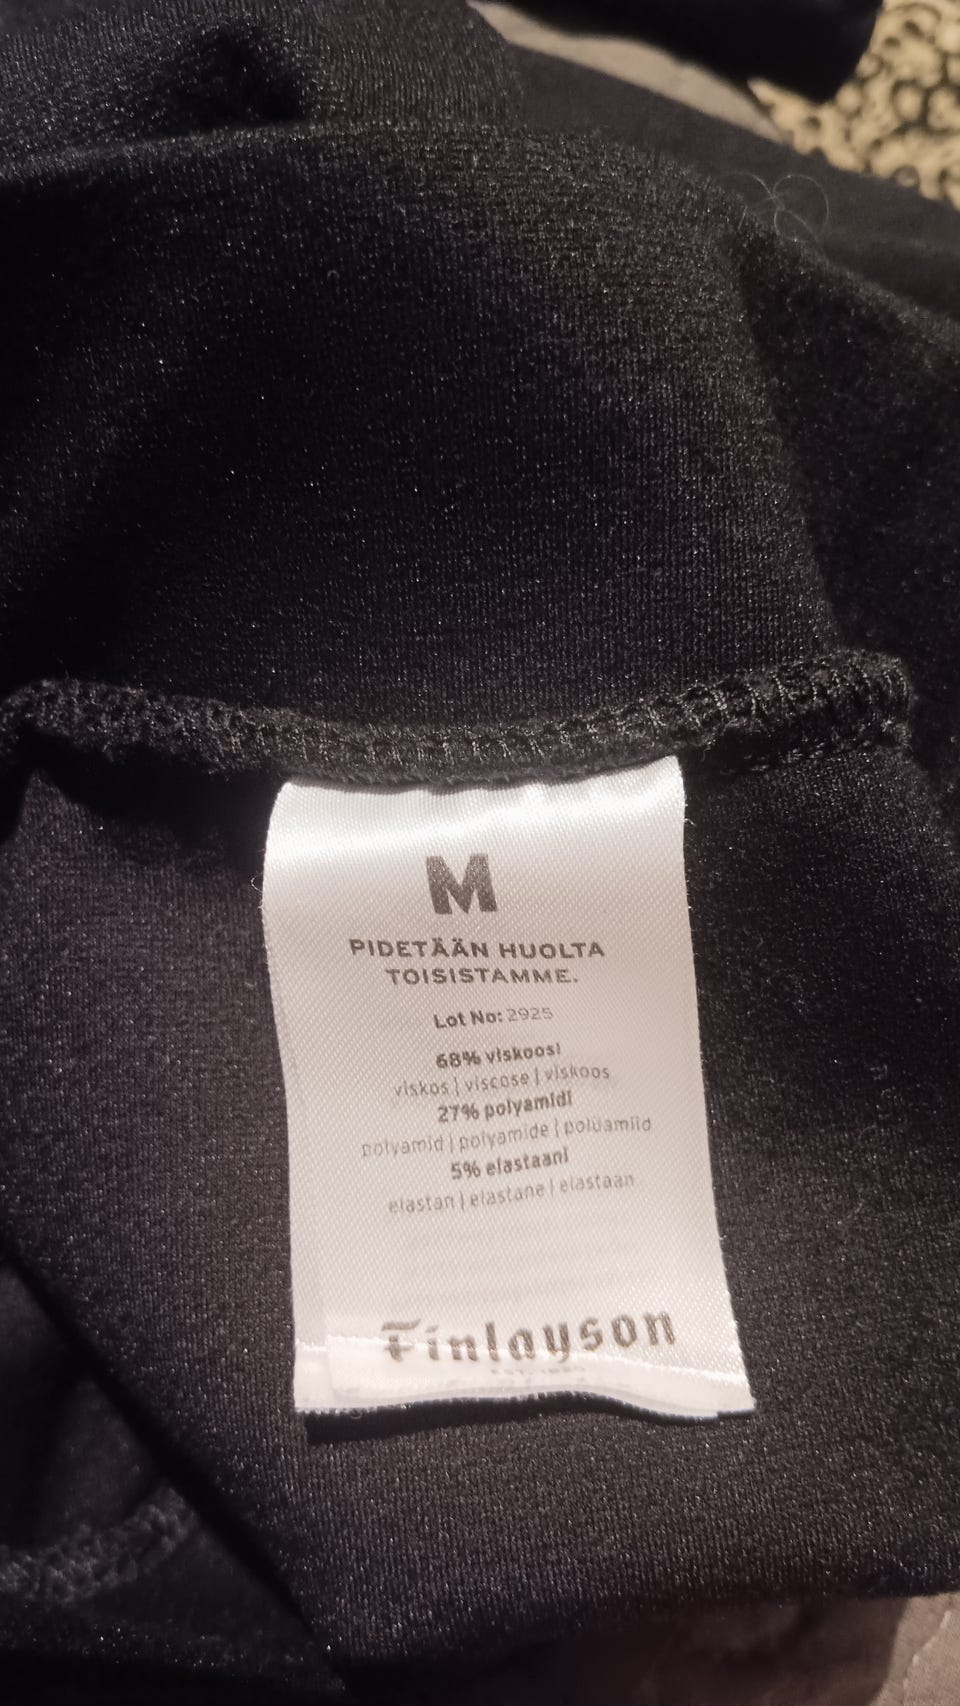 M
PIDETÄÄN HUOLTA
TOISISTAMME.
Lot No: 2925
68% viskoosi
viskos | viscose | viskoos
27% polyamidi
polyamid | polyamide | polüamiid
5% elastaani
elastan | elastane | elastaan
Finlayson